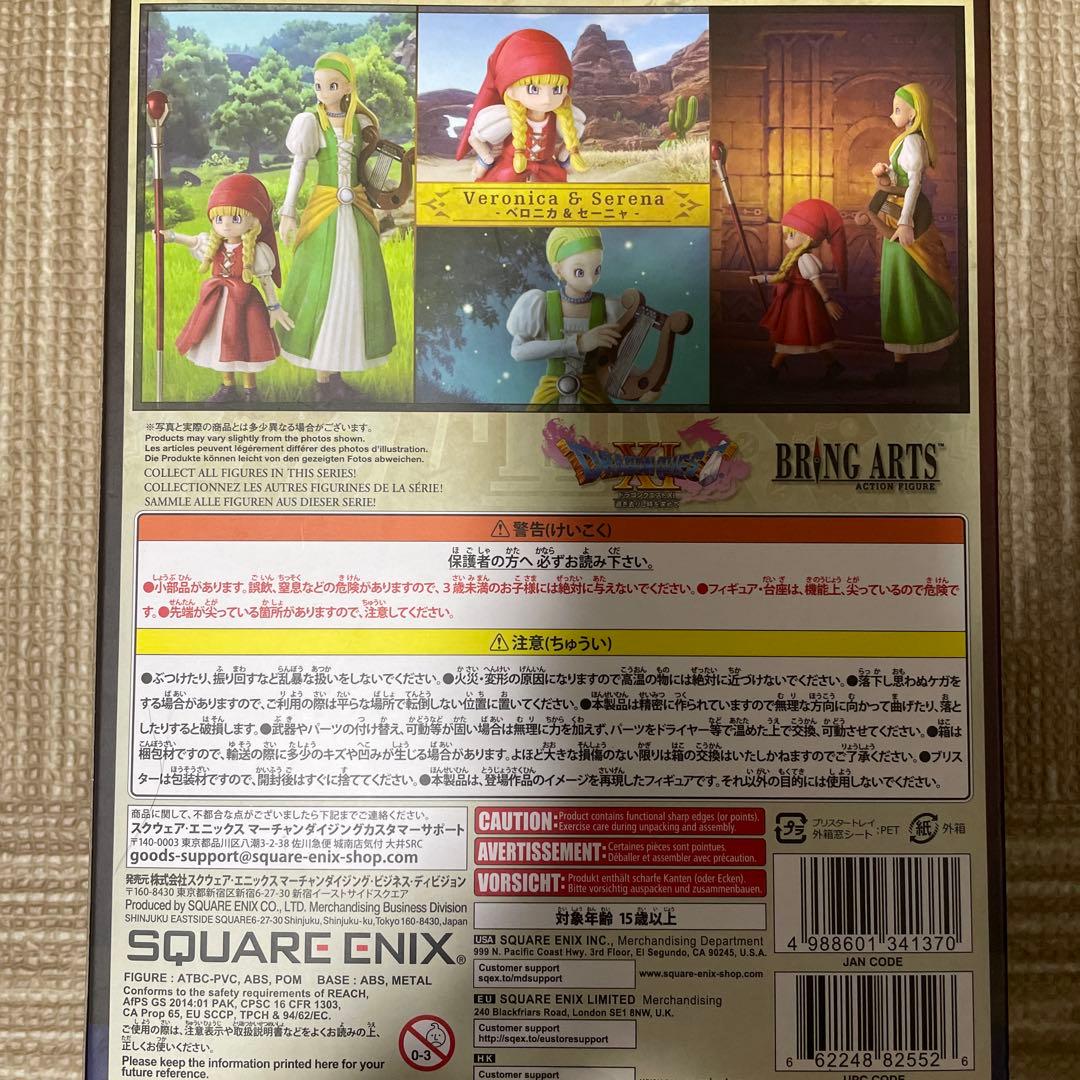 Veronica & Serena
- ベロニカ & セーニャ -
※写真と実際の商品とは多少異なる場合がございます。
Products may vary slightly from the photos shown.
Les articles peuvent légérement différer des photos d'illustration.
Die Produkte können leicht von den gezeigten Fotos abweichen.
COLLECT ALL FIGURES IN THIS SERIES!
COLLECTIONNEZ LES AUTRES FIGURINES DE LA SÉRIE!
SAMMLE ALLE FIGUREN AUS DIESER SERIE!
DRAGON QUEST XI
ドラゴンクエストXI
過ぎ去りし時を求めて
BRING ARTS™
ACTION FIGURE
⚠警告(けいこく)
保護者の方へ 必ずお読み下さい。
●小部品があります。誤飲、窒息などの危険がありますので、3歳未満のお子様には絶対に与えないでください。●フィギュア・台座は、機能上、尖っているので危険で
す。●先端が尖っている箇所がありますので、注意してください。
⚠注意(ちゅうい)
●ぶつけたり、振り回すなど乱暴な扱いをしないでください。●火災・変形の原因になりますので高温の物には絶対に近づけないでください。●落下し思わぬケガを
する場合がありますので、ご利用の際は平らな場所で転倒しない位置に置いてください。●本製品は精密に作られていますので無理な方向に向かって曲げたり、落と
したりすると破損します。●武器やパーツの付け替え、可動等が固い場合は無理に力を加えず、パーツをドライヤー等で温めた上で交換、可動させてください。●箱は
梱包材ですので、輸送の際に多少のキズや凹みが生じる場合があります。よほど大きな損傷のない限りは箱の交換はいたしかねますのでご了承ください。●ブリス
ターは包装材ですので、開封後はすぐに捨ててください。●本製品は、登場作品のイメージを再現したフィギュアです。それ以外の目的には使用しないでください。
商品に関して、不都合な点がございましたら下記までご連絡ください。
スクウェア・エニックス マーチャンダイジングカスタマーサポート
〒140-0003 東京都品川区八潮3-2-38 佐川急便 城南店気付 大井SRC
goods-support@square-enix-shop.com
発売元 株式会社スクウェア・エニックス マーチャンダイジング・ビジネス・ディビジョン
〒160-8430 東京都新宿区新宿6-27-30 新宿イーストサイドスクエア
Produced by SQUARE ENIX CO., LTD. Merchandising Business Division
SHINJUKU EASTSIDE SQUARE6-27-30 Shinjuku, Shinjuku-ku, Tokyo160-8430, Japan
SQUARE ENIX®
FIGURE : ATBC-PVC, ABS, POM BASE : ABS, METAL
Conforms to the safety requirements of REACH,
AfPS GS 2014:01 PAK, CPSC 16 CFR 1303,
CA Prop 65, EU SCCP, TPCH & 94/62/EC.
ご使用の際は、注意表示や取扱説明書などをよくお読みの上、
正しくお使いください。
Please keep the information printed here for your
future reference.
0-3
CAUTION: Product contains functional sharp edges (or points).
Exercise care during unpacking and assembly.
AVERTISSEMENT: Certaines pièces sont pointues.
Déballer et assembler avec précaution.
VORSICHT: Produkt enthält scharfe Kanten (oder Ecken).
Bitte vorsichtig auspacken und zusammenbauen.
対象年齢 15歳以上
USA SQUARE ENIX INC., Merchandising Department
999 N. Pacific Coast Hwy. 3rd Floor, El Segundo, CA 90245, U.S.A.
Customer support
sqex.to/mdsupport
www.square-enix-shop.com
EU SQUARE ENIX LIMITED Merchandising
240 Blackfriars Road, London SE1 8NW, U.K.
Customer support
http://sqex.to/eustoresupport
HK
Customer support
プラ
ブリスタートレイ
外箱窓シート : PET
紙
外箱
4 988601 341370
JAN CODE
6 62248 82552 6
UPC CODE